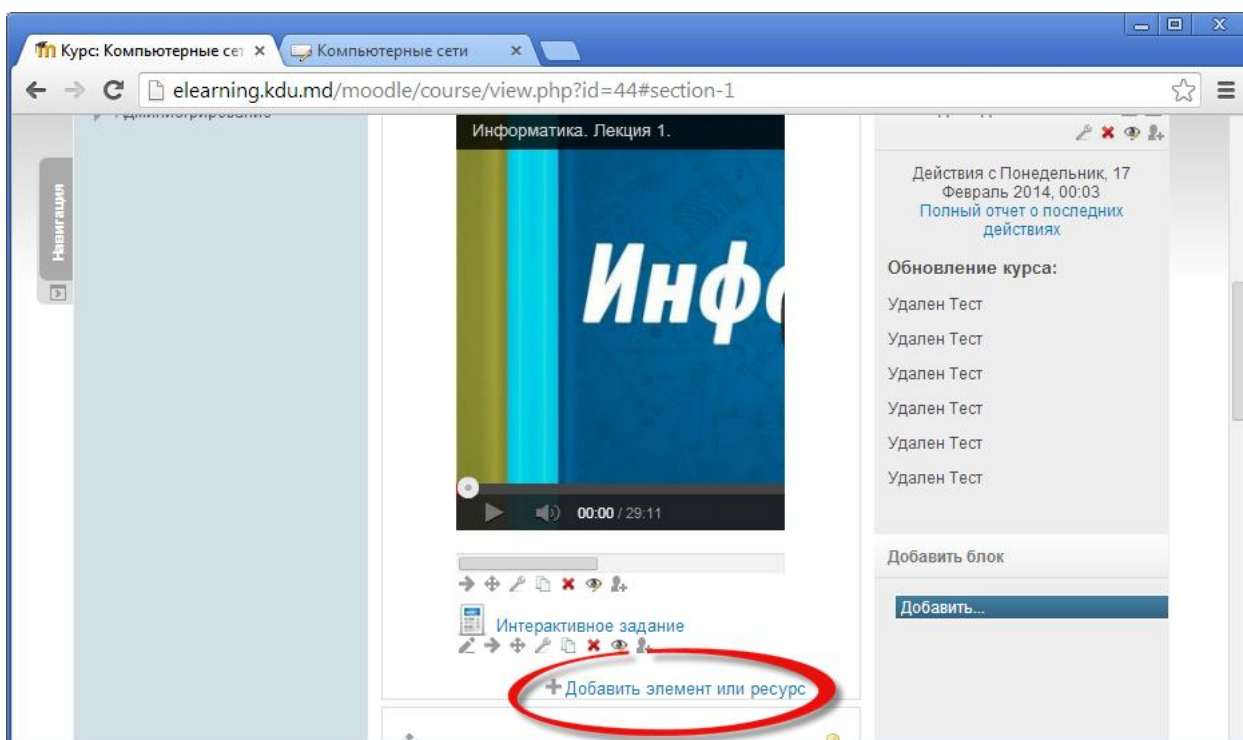 Курс: Компьютерные сет
Компьютерные сети
elearning.kdu.md/moodle/course/view.php?id=44#section-1
Администрирование
Навигация
Информатика. Лекция 1.
Инфо
00:00 / 29:11
Интерактивное задание
Добавить элемент или ресурс
Действия с Понедельник, 17
Февраль 2014, 00:03
Полный отчет о последних
действиях
Обновление курса:
Удален Тест
Удален Тест
Удален Тест
Удален Тест
Удален Тест
Удален Тест
Добавить блок
Добавить...